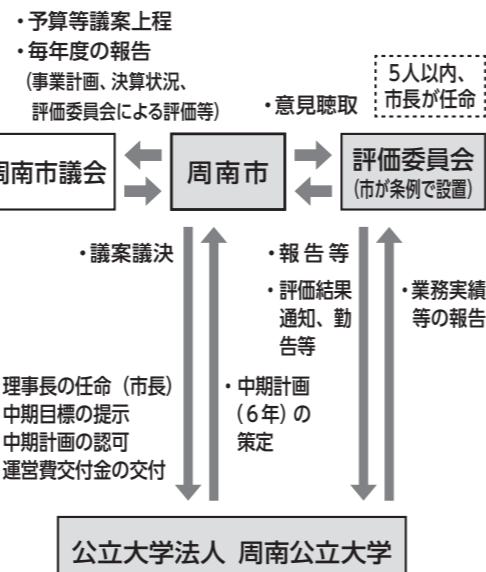 ・予算等議案上程
・毎年度の報告
(事業計画、決算状況、
評価委員会による評価等)
・意見聴取
5人以内、
市長が任命
周南市議会
周南市
評価委員会
(市が条例で設置)
・議案議決
・報告等
・評価結果
通知、勤
告等
・業務実績
等の報告
理事長の任命（市長）
中期目標の提示
中期計画の認可
運営費交付金の交付
・中期計画
(6年) の
策定
公立大学法人 周南公立大学